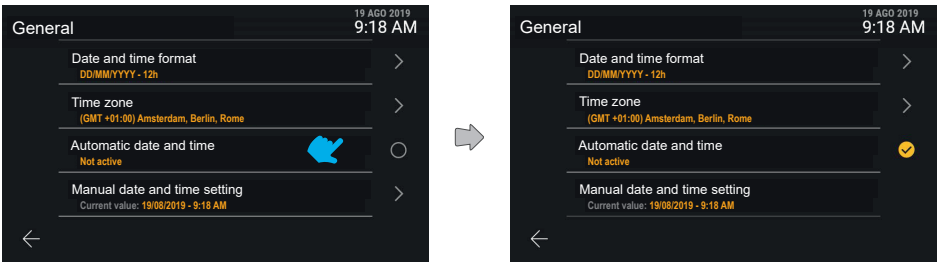 19 AGO 2019
General 9:18 AM
Date and time format
DD/MM/YYYY - 12h
Time zone
(GMT +01:00) Amsterdam, Berlin, Rome
Automatic date and time
Not active
Manual date and time setting
Current value: 19/08/2019 - 9:18 AM
19 AGO 2019
General 9:18 AM
Date and time format
DD/MM/YYYY - 12h
Time zone
(GMT +01:00) Amsterdam, Berlin, Rome
Automatic date and time
Not active
Manual date and time setting
Current value: 19/08/2019 - 9:18 AM